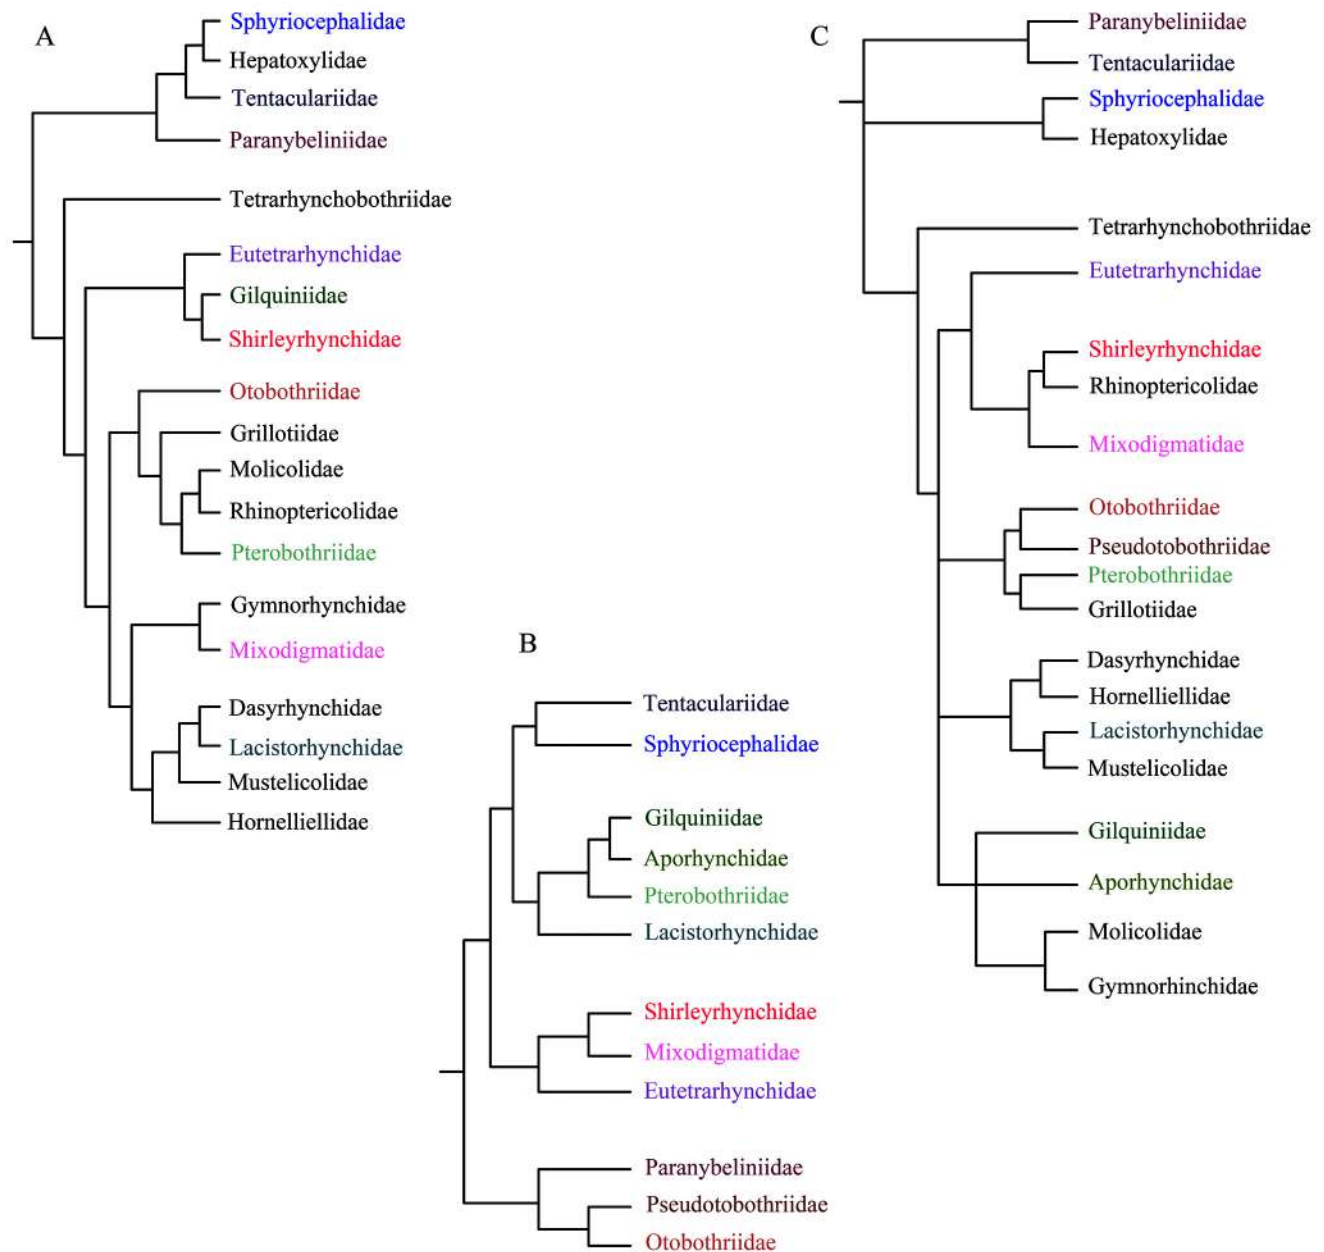 A
Sphyriocephalidae
Hepatoxylidae
Tentaculariidae
Paranybeliniidae
Tetrarhynchobothriidae
Eutetrarhynchidae
Gilquiniidae
Shirleyrhynchidae
Otobothriidae
Grillotiidae
Molicolidae
Rhinoptericolidae
Pterobothriidae
Gymnorhynchidae
Mixodigmatidae
Dasyrhynchidae
Lacistorhynchidae
Mustelicolidae
Hornelliellidae
B
Tentaculariidae
Sphyriocephalidae
Gilquiniidae
Aporhynchidae
Pterobothriidae
Lacistorhynchidae
Shirleyrhynchidae
Mixodigmatidae
Eutetrarhynchidae
Paranybeliniidae
Pseudotobothriidae
Otobothriidae
C
Paranybeliniidae
Tentaculariidae
Sphyriocephalidae
Hepatoxylidae
Tetrarhynchobothriidae
Eutetrarhynchidae
Shirleyrhynchidae
Rhinoptericolidae
Mixodigmatidae
Otobothriidae
Pseudotobothriidae
Pterobothriidae
Grillotiidae
Dasyrhynchidae
Hornelliellidae
Lacistorhynchidae
Mustelicolidae
Gilquiniidae
Aporhynchidae
Molicolidae
Gymnorhinchidae